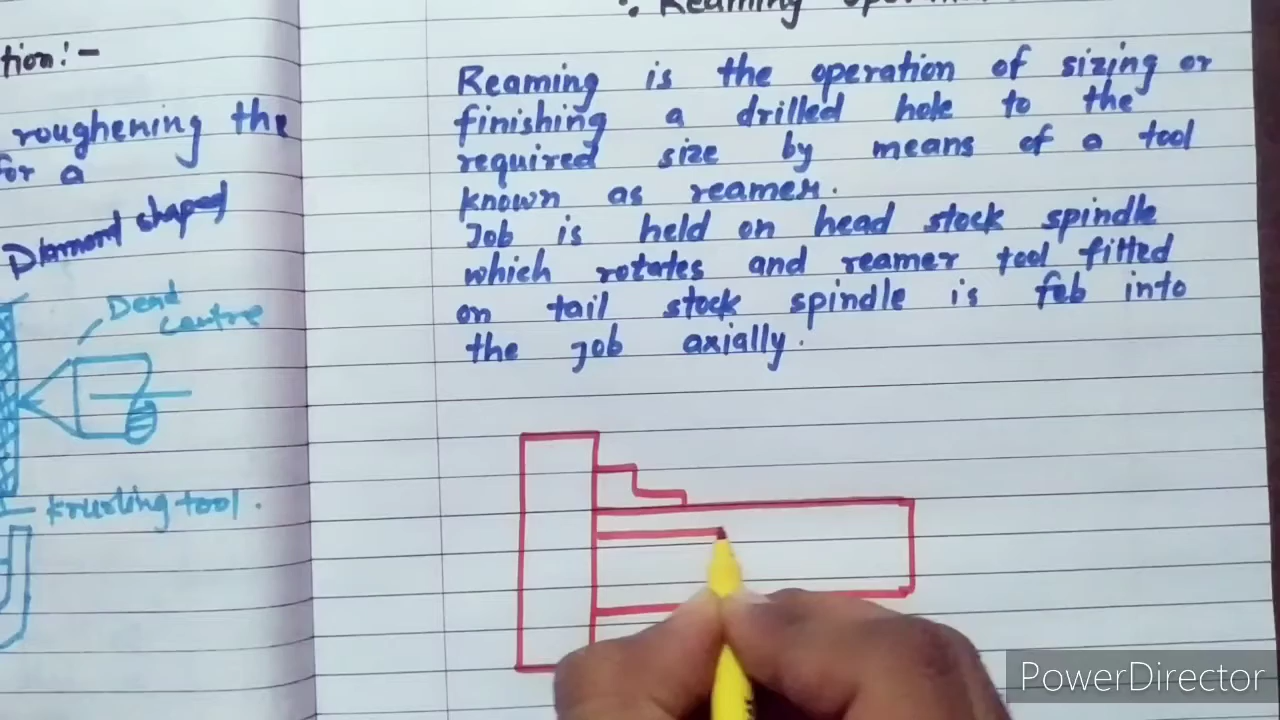 tion:-
roughening the
for a
Diamond shaped
Dead
centre
knurling tool.
: Reaming
Reaming is the operation of sizing or
finishing a drilled hole to the
required size by means of a tool
known as reamer.
Job is held on head stock spindle
which rotates and reamer tool fitted
on tail stock spindle is feb into
the job axially.
PowerDirector